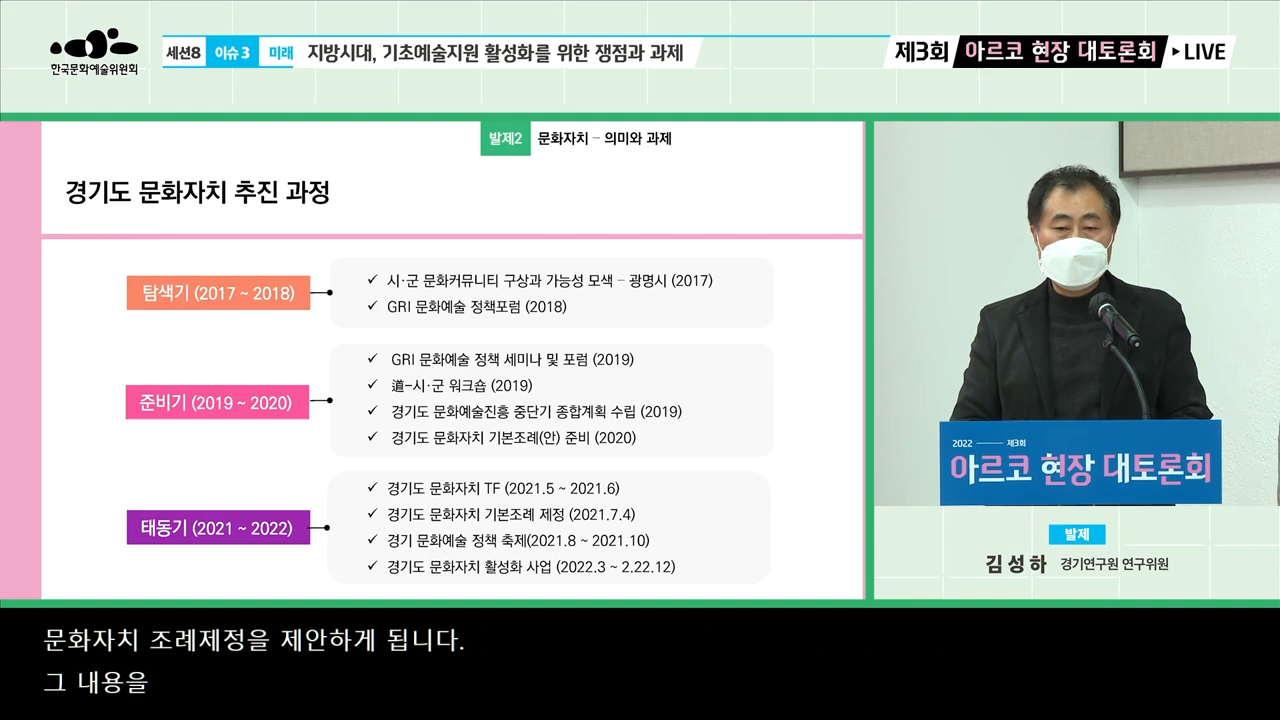 한국문화예술위원회
세션8 이슈3 미래 지방시대, 기초예술지원 활성화를 위한 쟁점과 과제
제3회 아르코 현장 대토론회 ▸LIVE
발제2 문화자치 – 의미와 과제
경기도 문화자치 추진 과정
탐색기 (2017 ~ 2018)
✓ 시·군 문화커뮤니티 구상과 가능성 모색 – 광명시 (2017)
✓ GRI 문화예술 정책포럼 (2018)
준비기 (2019 ~ 2020)
✓ GRI 문화예술 정책 세미나 및 포럼 (2019)
✓ 道-시·군 워크숍 (2019)
✓ 경기도 문화예술진흥 중단기 종합계획 수립 (2019)
✓ 경기도 문화자치 기본조례(안) 준비 (2020)
태동기 (2021 ~ 2022)
✓ 경기도 문화자치 TF (2021.5 ~ 2021.6)
✓ 경기도 문화자치 기본조례 제정 (2021.7.4)
✓ 경기 문화예술 정책 축제(2021.8 ~ 2021.10)
✓ 경기도 문화자치 활성화 사업 (2022.3 ~ 2.22.12)
2022 제3회
아르코 현장 대토론회
발제
김성하 경기연구원 연구위원
문화자치 조례제정을 제안하게 됩니다.
그 내용을